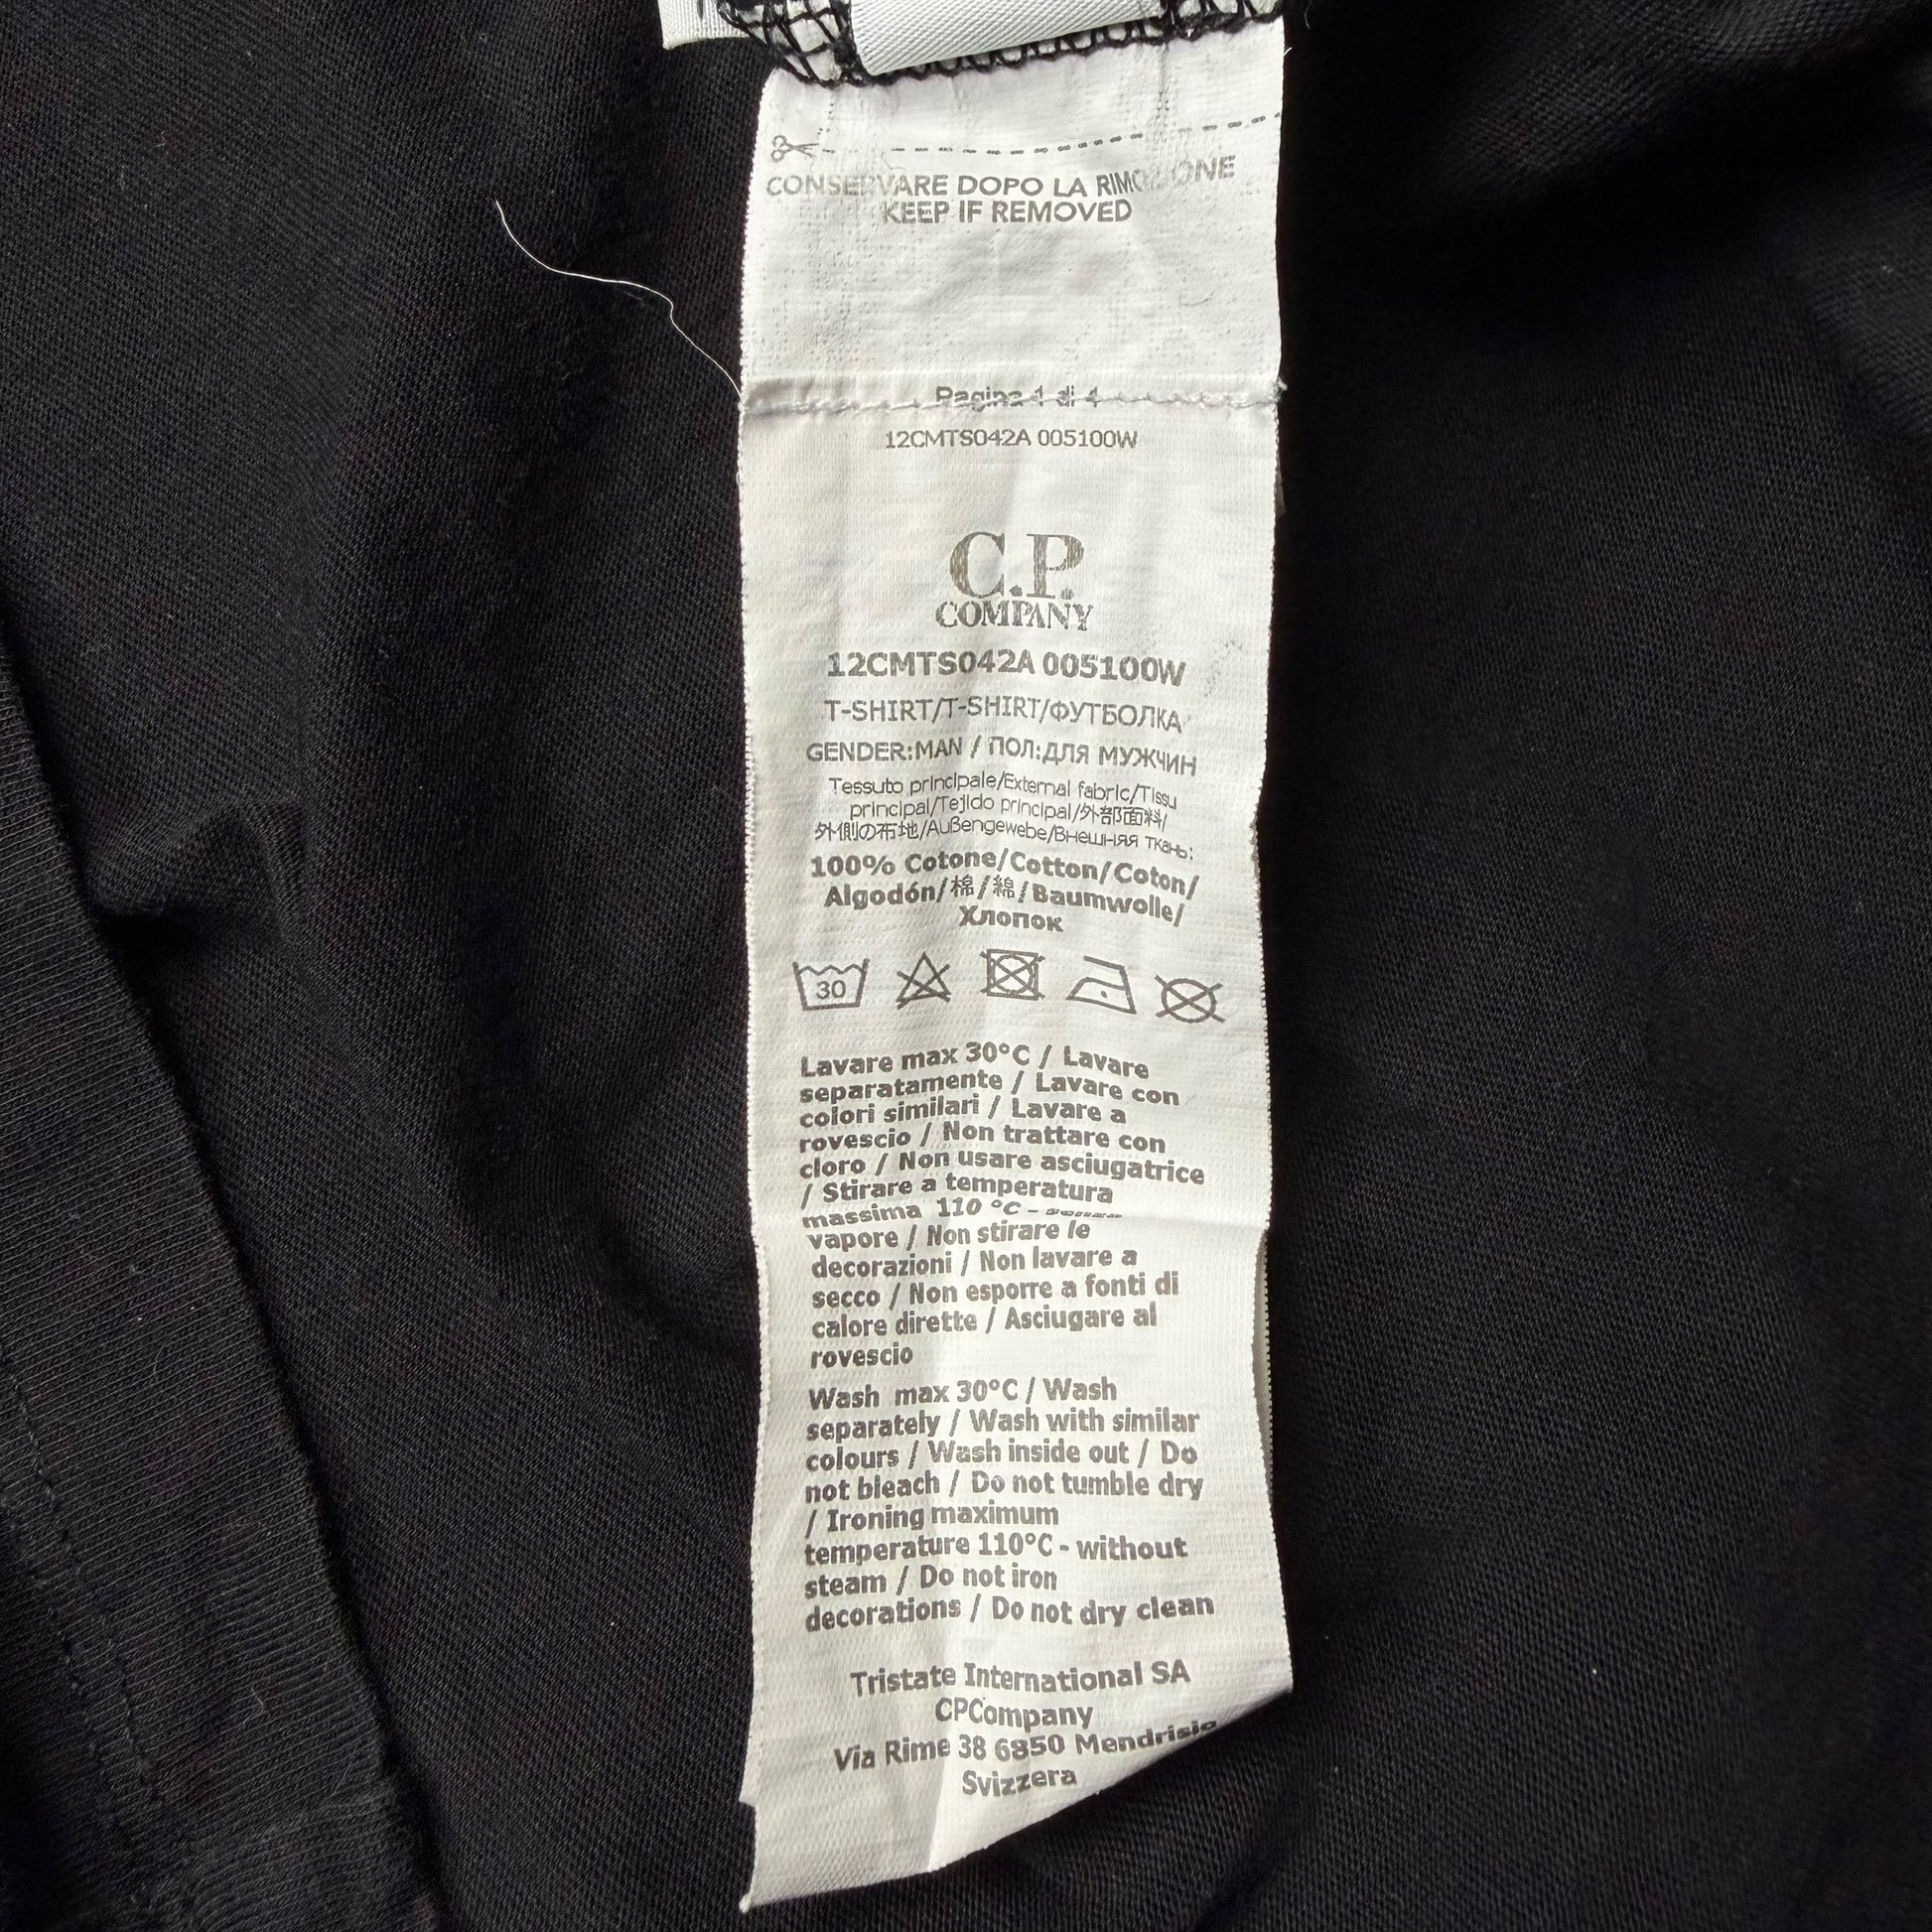 CONSERVARE DOPO LA RIMOZIONE
KEEP IF REMOVED
Pagina 1 di 4
12CMTS042A 005100W
C.P.
COMPANY
12CMTS042A 005100W
T-SHIRT/T-SHIRT/ФУТБОЛКА
GENDER:MAN / ПОЛ:ДЛЯ МУЖЧИН
Tessuto principale/External fabric/Tissu
principal/Tejido principal/外部面料/
外側の布地/Außengewebe/Внешняя ткань:
100% Cotone/Cotton/Coton/
Algodón/棉/綿/Baumwolle/
Хлопок
30
Lavare max 30°C / Lavare
separatamente / Lavare con
colori similari / Lavare a
rovescio / Non trattare con
cloro / Non usare asciugatrice
/ Stirare a temperatura
massima 110 °C -
vapore / Non stirare le
decorazioni / Non lavare a
secco / Non esporre a fonti di
calore dirette / Asciugare al
rovescio
Wash max 30°C / Wash
separately / Wash with similar
colours / Wash inside out / Do
not bleach / Do not tumble dry
/ Ironing maximum
temperature 110°C - without
steam / Do not iron
decorations / Do not dry clean
Tristate International SA
CPCompany
Via Rime 38 6850 Mendrisio
Svizzera